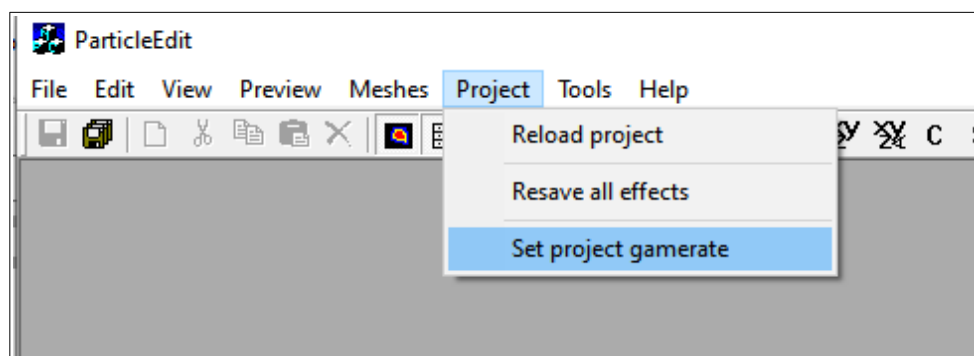 ParticleEdit
File Edit View Preview Meshes Project Tools Help
Reload project
C
Resave all effects
Set project gamerate